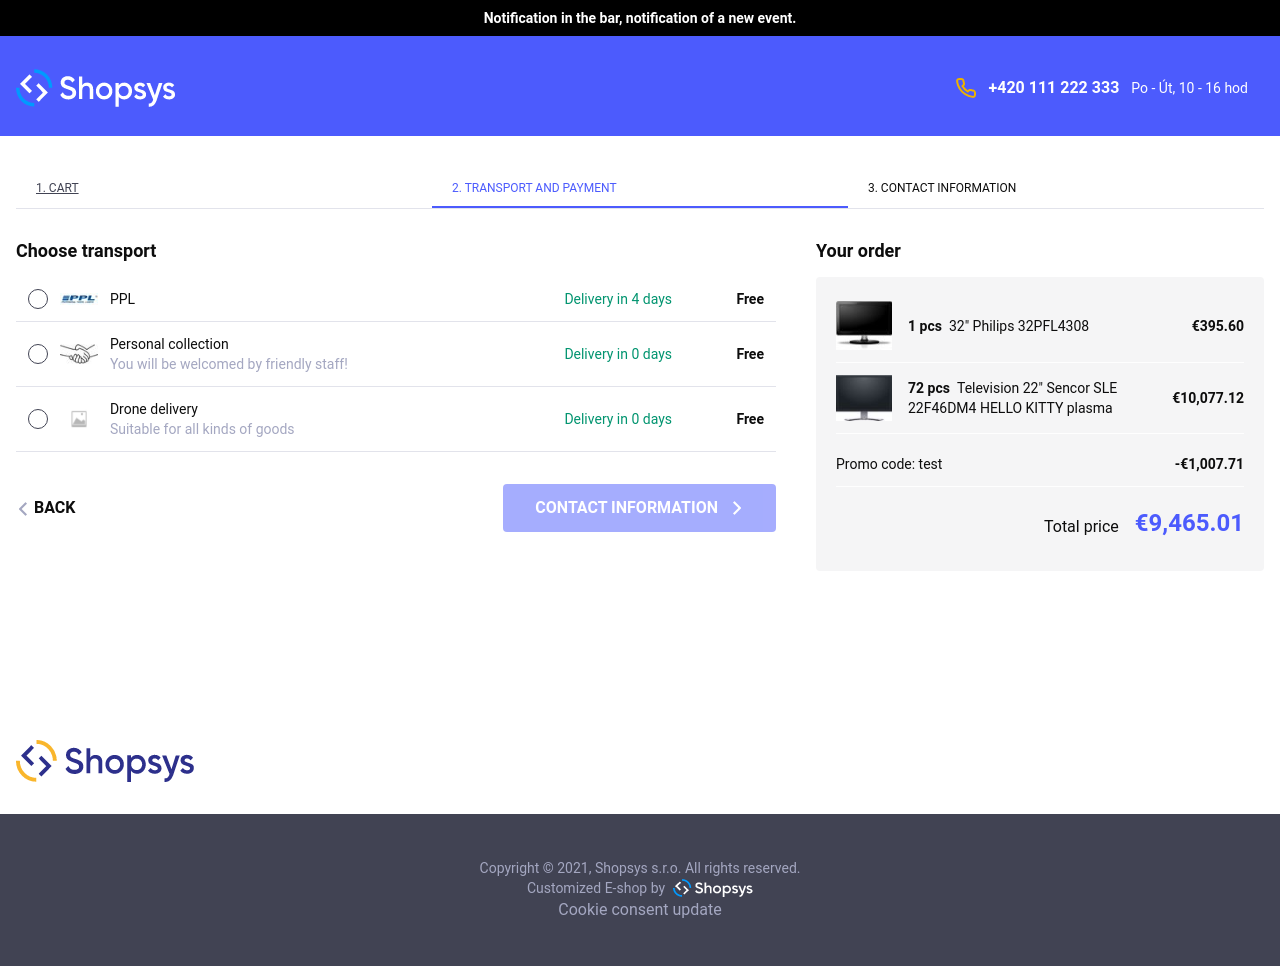 Notification in the bar, notification of a new event.
Shopsys
+420 111 222 333 Po - Út, 10 - 16 hod
1. CART
2. TRANSPORT AND PAYMENT
3. CONTACT INFORMATION
Choose transport
PPL PPL Delivery in 4 days Free
Personal collection
You will be welcomed by friendly staff!
Delivery in 0 days Free
Drone delivery
Suitable for all kinds of goods
Delivery in 0 days Free
BACK
CONTACT INFORMATION
Your order
1 pcs 32" Philips 32PFL4308 €395.60
72 pcs Television 22" Sencor SLE
22F46DM4 HELLO KITTY plasma
€10,077.12
Promo code: test -€1,007.71
Total price €9,465.01
Shopsys
Copyright © 2021, Shopsys s.r.o. All rights reserved.
Customized E-shop by Shopsys
Cookie consent update